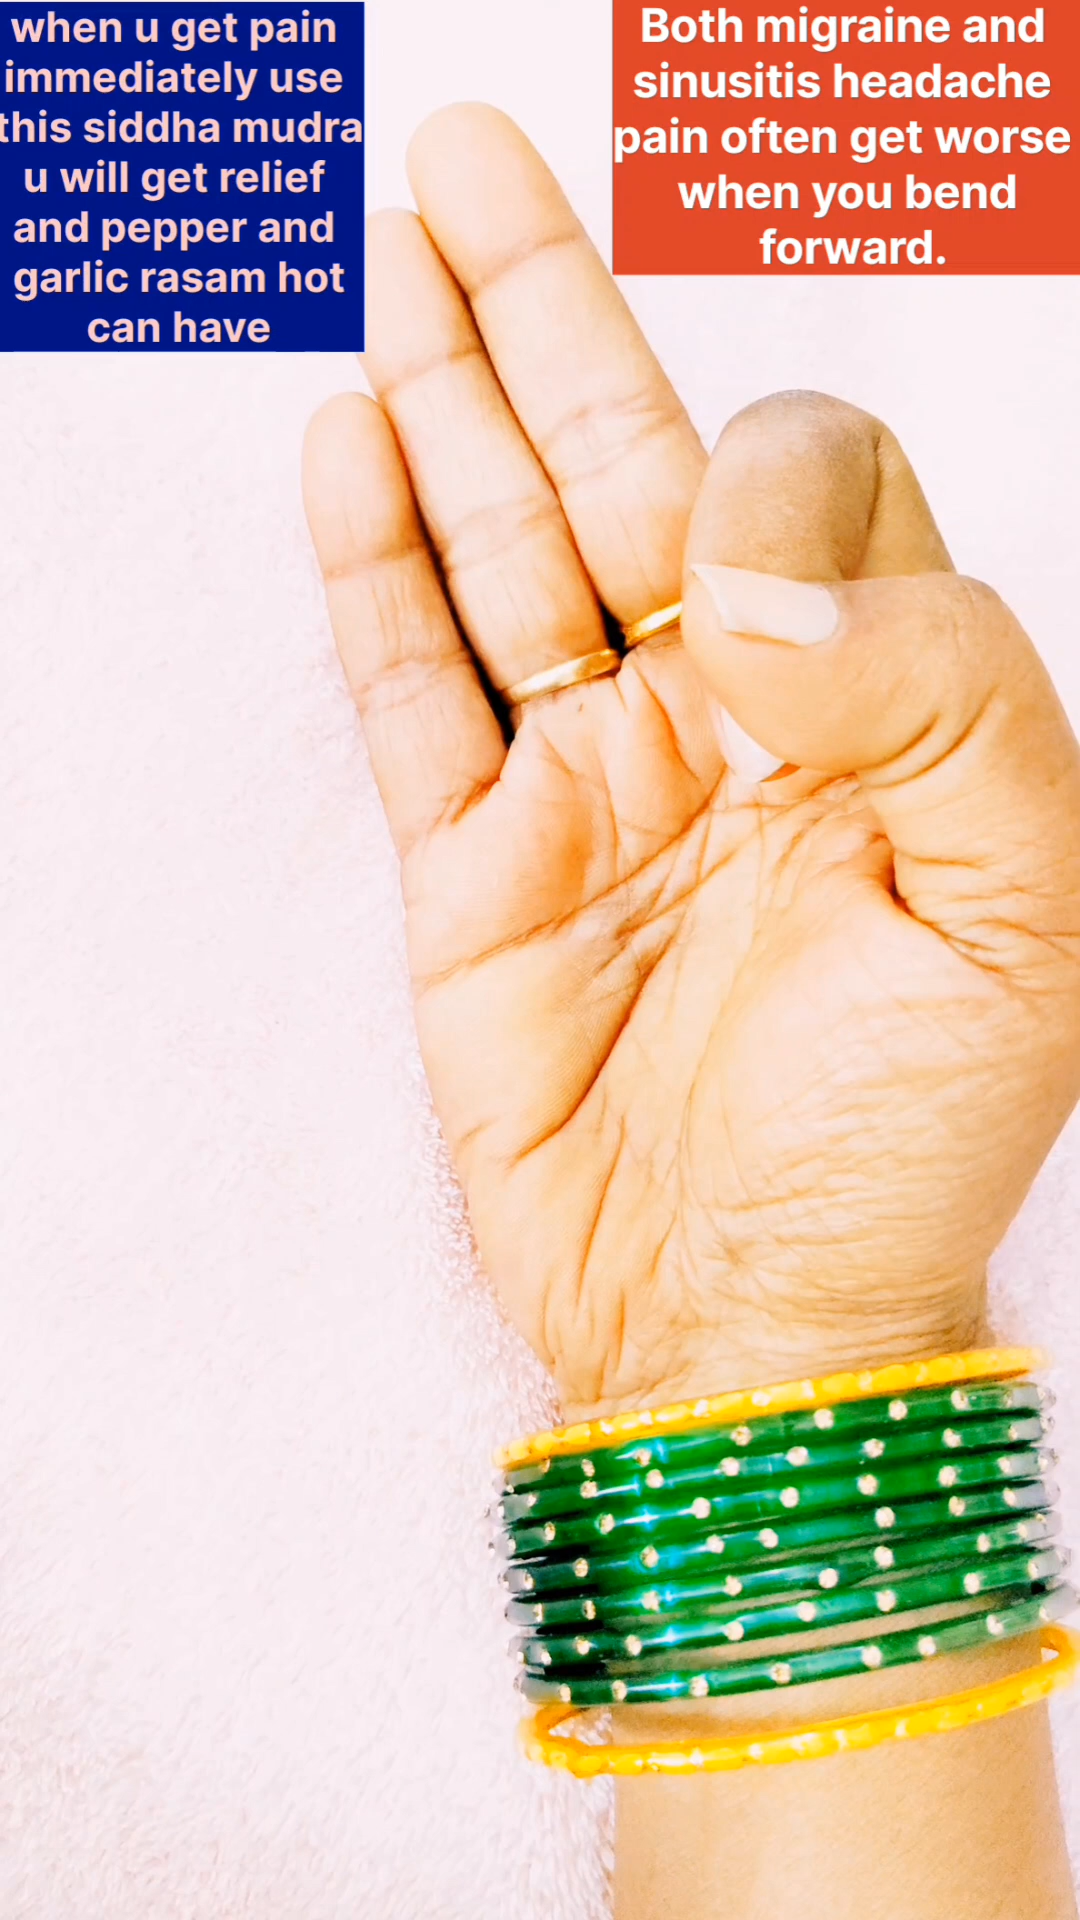 when u get pain
immediately use
this siddha mudra
u will get relief
and pepper and
garlic rasam hot
can have
Both migraine and
sinusitis headache
pain often get worse
when you bend
forward.